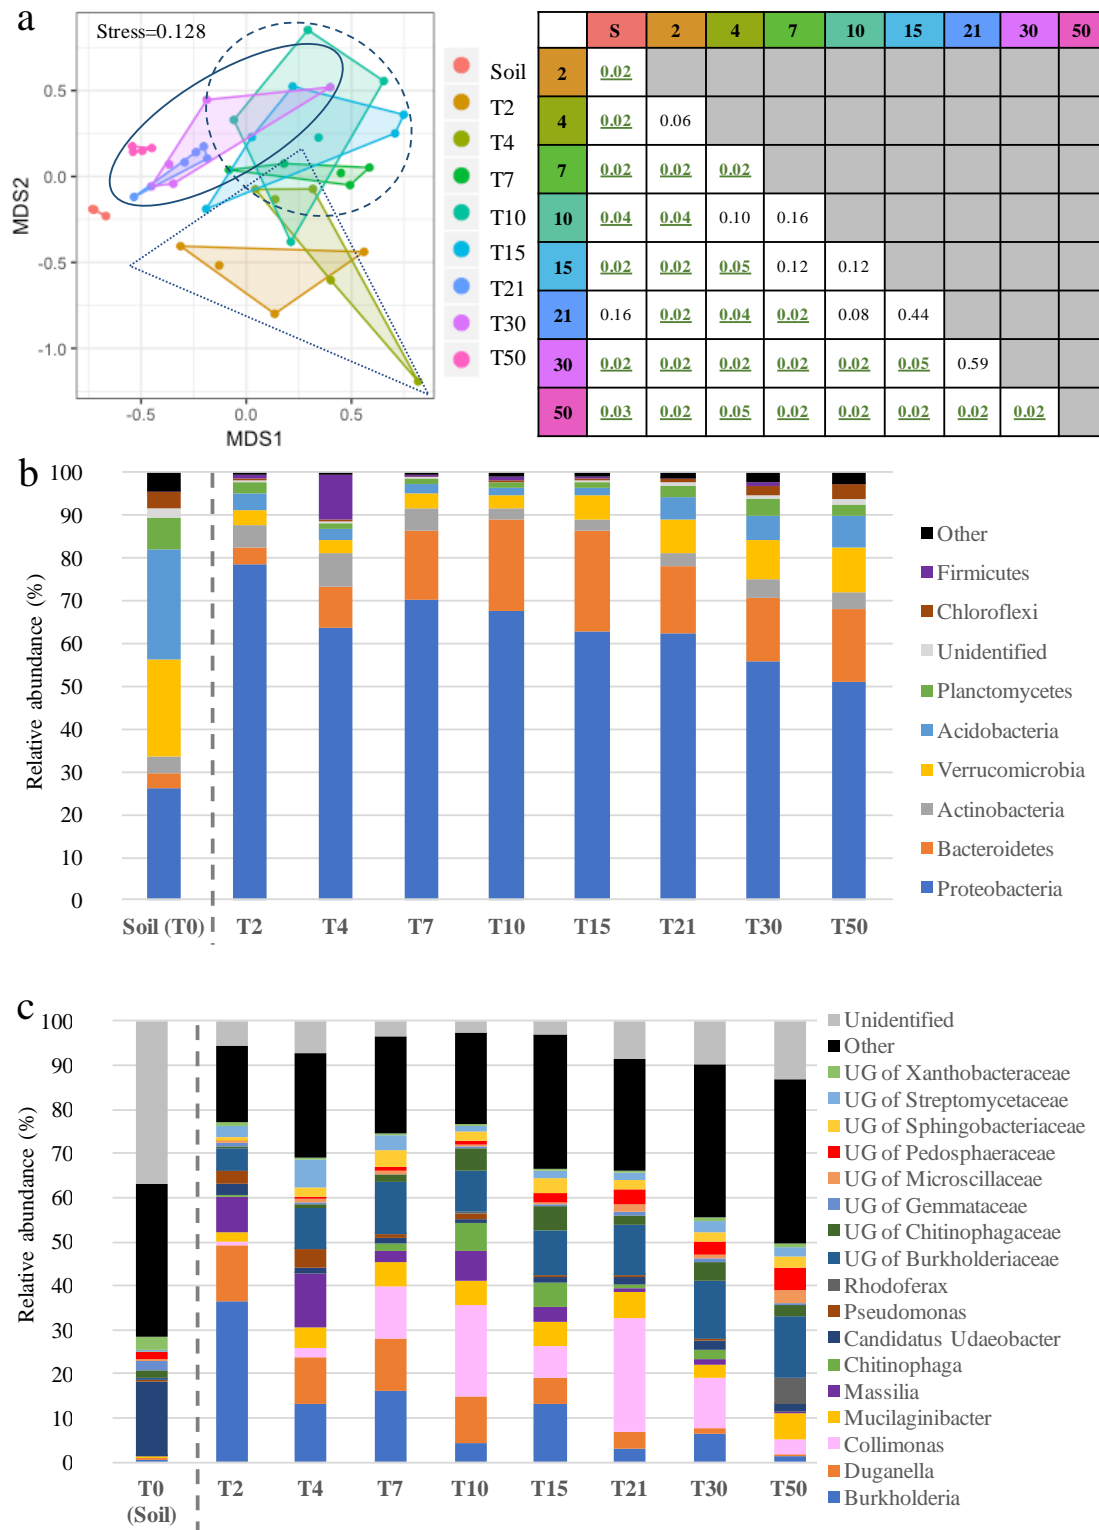 a
Stress=0.128
0.5
0.0
-0.5
-1.0
-0.5
0.0
0.5
MDS1
MDS2
Soil
T2
T4
T7
T10
T15
T21
T30
T50
S 2 4 7 10 15 21 30 50
2 0.02
4 0.02 0.06
7 0.02 0.02 0.02
10 0.04 0.04 0.10 0.16
15 0.02 0.02 0.05 0.12 0.12
21 0.16 0.02 0.04 0.02 0.08 0.44
30 0.02 0.02 0.02 0.02 0.02 0.05 0.59
50 0.03 0.02 0.05 0.02 0.02 0.02 0.02 0.02
b
Relative abundance (%)
100
90
80
70
60
50
40
30
20
10
0
Soil (T0) T2 T4 T7 T10 T15 T21 T30 T50
Other
Firmicutes
Chloroflexi
Unidentified
Planctomycetes
Acidobacteria
Verrucomicrobia
Actinobacteria
Bacteroidetes
Proteobacteria
c
Relative abundance (%)
100
90
80
70
60
50
40
30
20
10
0
T0 T2 T4 T7 T10 T15 T21 T30 T50
(Soil)
Unidentified
Other
UG of Xanthobacteraceae
UG of Streptomycetaceae
UG of Sphingobacteriaceae
UG of Pedosphaeraceae
UG of Microscillaceae
UG of Gemmataceae
UG of Chitinophagaceae
UG of Burkholderiaceae
Rhodoferax
Pseudomonas
Candidatus Udaeobacter
Chitinophaga
Massilia
Mucilaginibacter
Collimonas
Duganella
Burkholderia